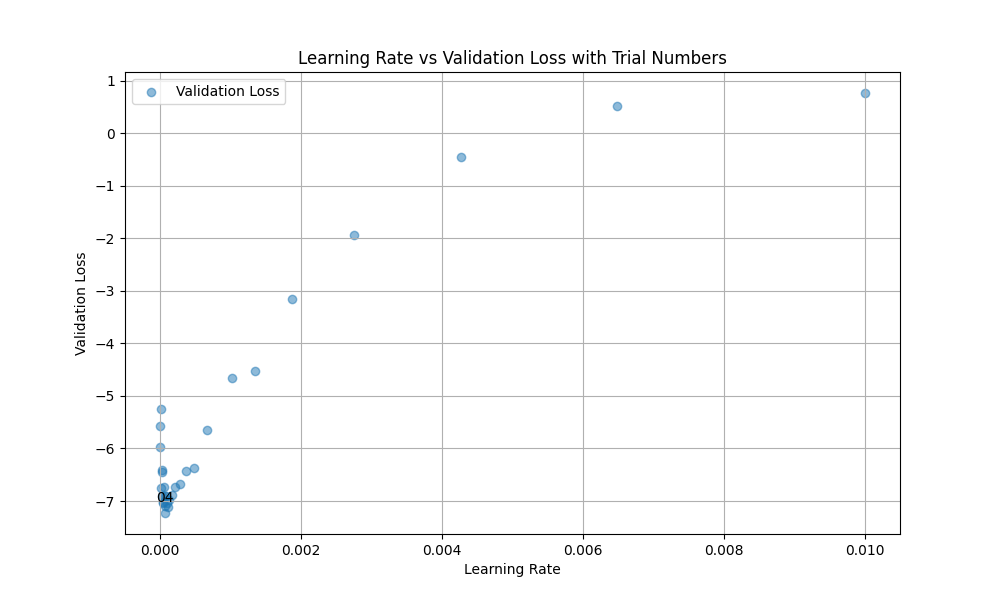 Learning Rate vs Validation Loss with Trial Numbers
Validation Loss
1
0
−1
−2
−3
−4
−5
−6
−7
Validation Loss
04
0.000 0.002 0.004 0.006 0.008 0.010
Learning Rate